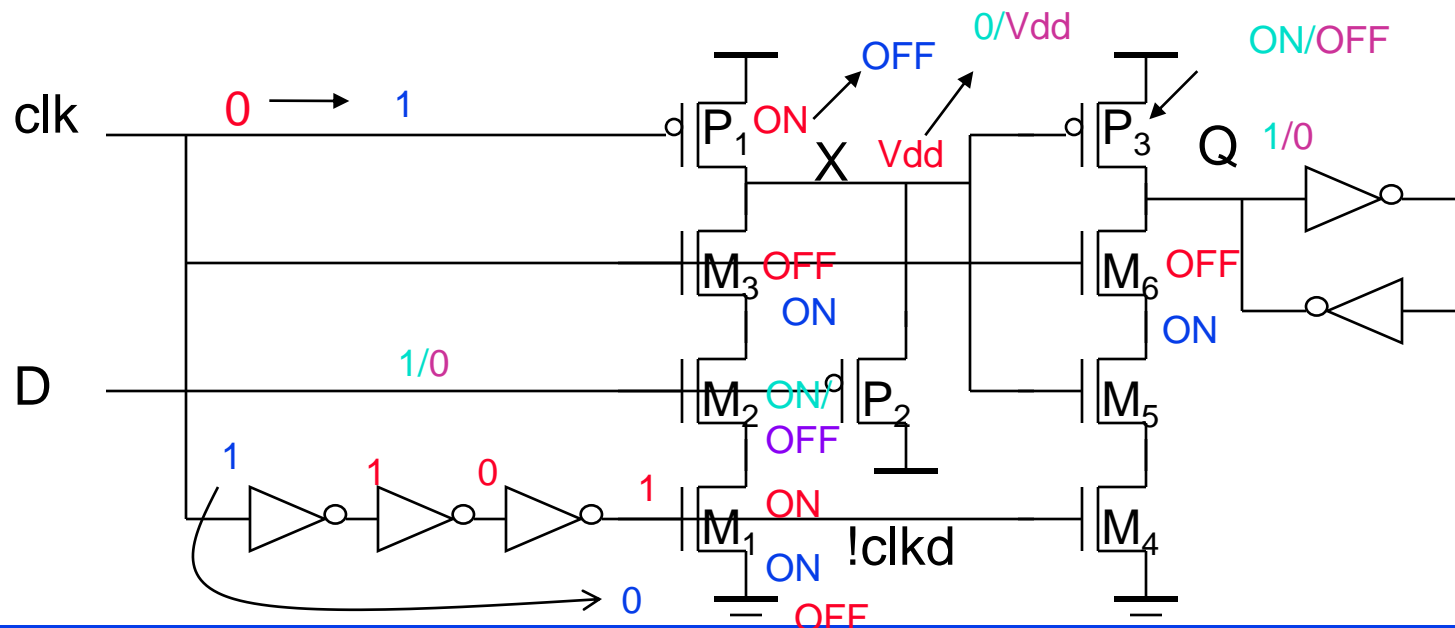 0/Vdd
ON/OFF
OFF
clk 0 1
P1 ON
X Vdd
P3
Q 1/0
M3 OFF
ON
M6 OFF
ON
D 1/0
M2 ON/
OFF
P2
M5
1 1 0 1
M1 ON
ON
OFF
!clkd
M4
0